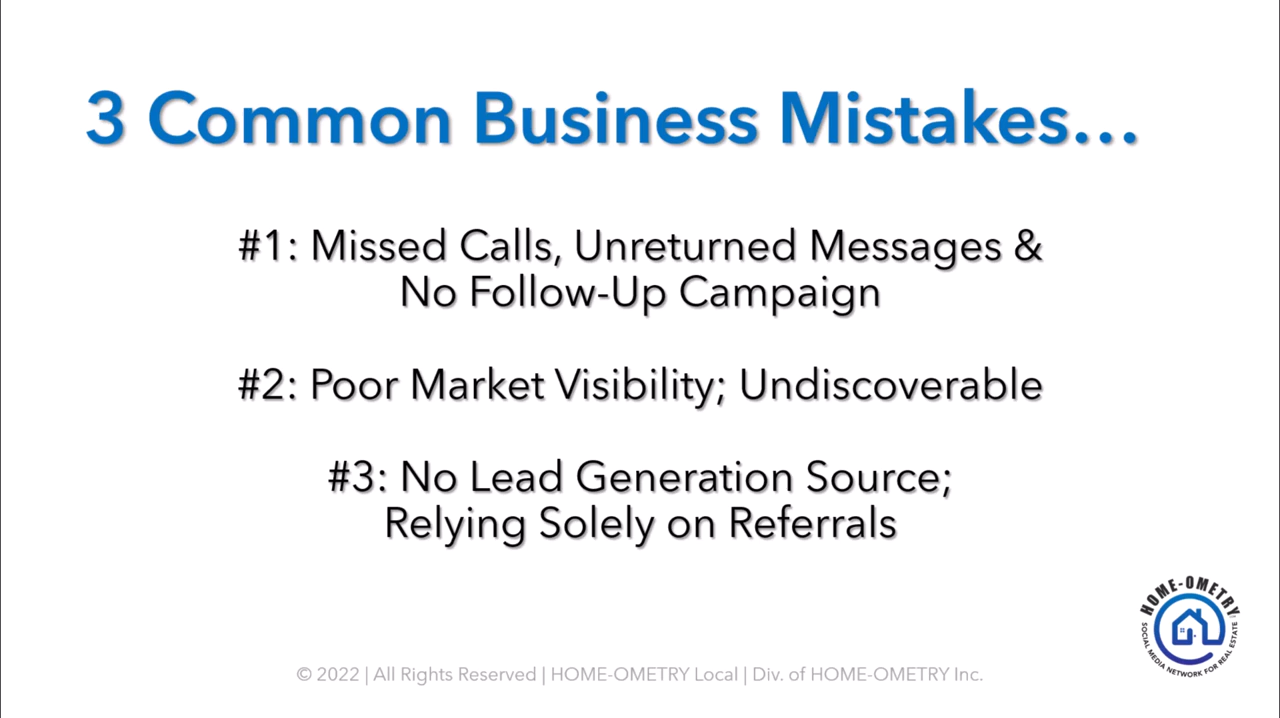 3 Common Business Mistakes…
#1: Missed Calls, Unreturned Messages &
No Follow-Up Campaign
#2: Poor Market Visibility; Undiscoverable
#3: No Lead Generation Source;
Relying Solely on Referrals
HOME-OMETRY
SOCIAL MEDIA NETWORK FOR REAL ESTATE
© 2022 | All Rights Reserved | HOME-OMETRY Local | Div. of HOME-OMETRY Inc.